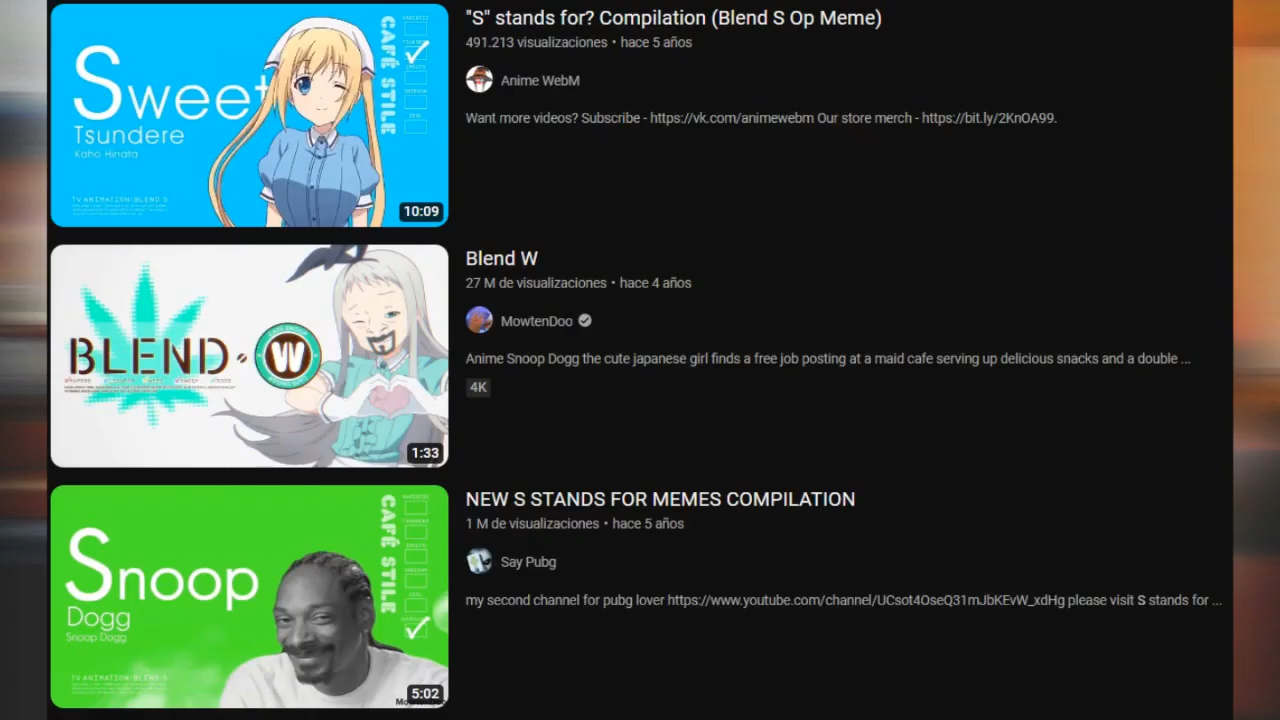 "S" stands for? Compilation (Blend S Op Meme)
491.213 visualizaciones • hace 5 años
Anime WebM
Want more videos? Subscribe - https://vk.com/animewebm Our store merch - https://bit.ly/2KnOA99.
Sweet
Tsundere
Kaho Hinata
CAFÉ STILE
TV ANIMATION·BLEND S
10:09
Blend W
27 M de visualizaciones • hace 4 años
MowtenDoo
Anime Snoop Dogg the cute japanese girl finds a free job posting at a maid cafe serving up delicious snacks and a double ...
4K
BLEND·W
1:33
NEW S STANDS FOR MEMES COMPILATION
1 M de visualizaciones • hace 5 años
Say Pubg
my second channel for pubg lover https://www.youtube.com/channel/UCsot4OseQ31mJbKEvW_xdHg please visit S stands for ...
Snoop
Dogg
Snoop Dogg
CAFÉ STILE
TV ANIMATION·BLEND S
5:02